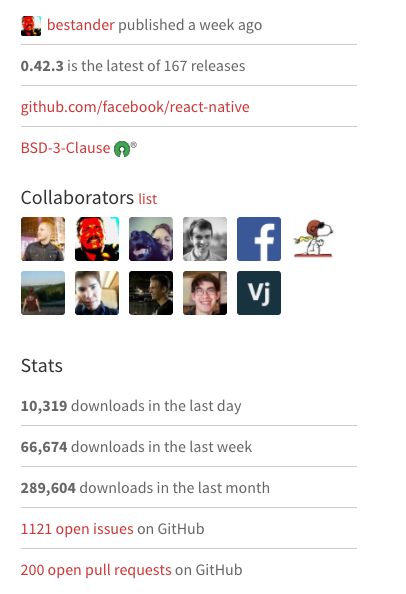 bestander published a week ago
0.42.3 is the latest of 167 releases
github.com/facebook/react-native
BSD-3-Clause ®
Collaborators list
f
Vj
Stats
10,319 downloads in the last day
66,674 downloads in the last week
289,604 downloads in the last month
1121 open issues on GitHub
200 open pull requests on GitHub